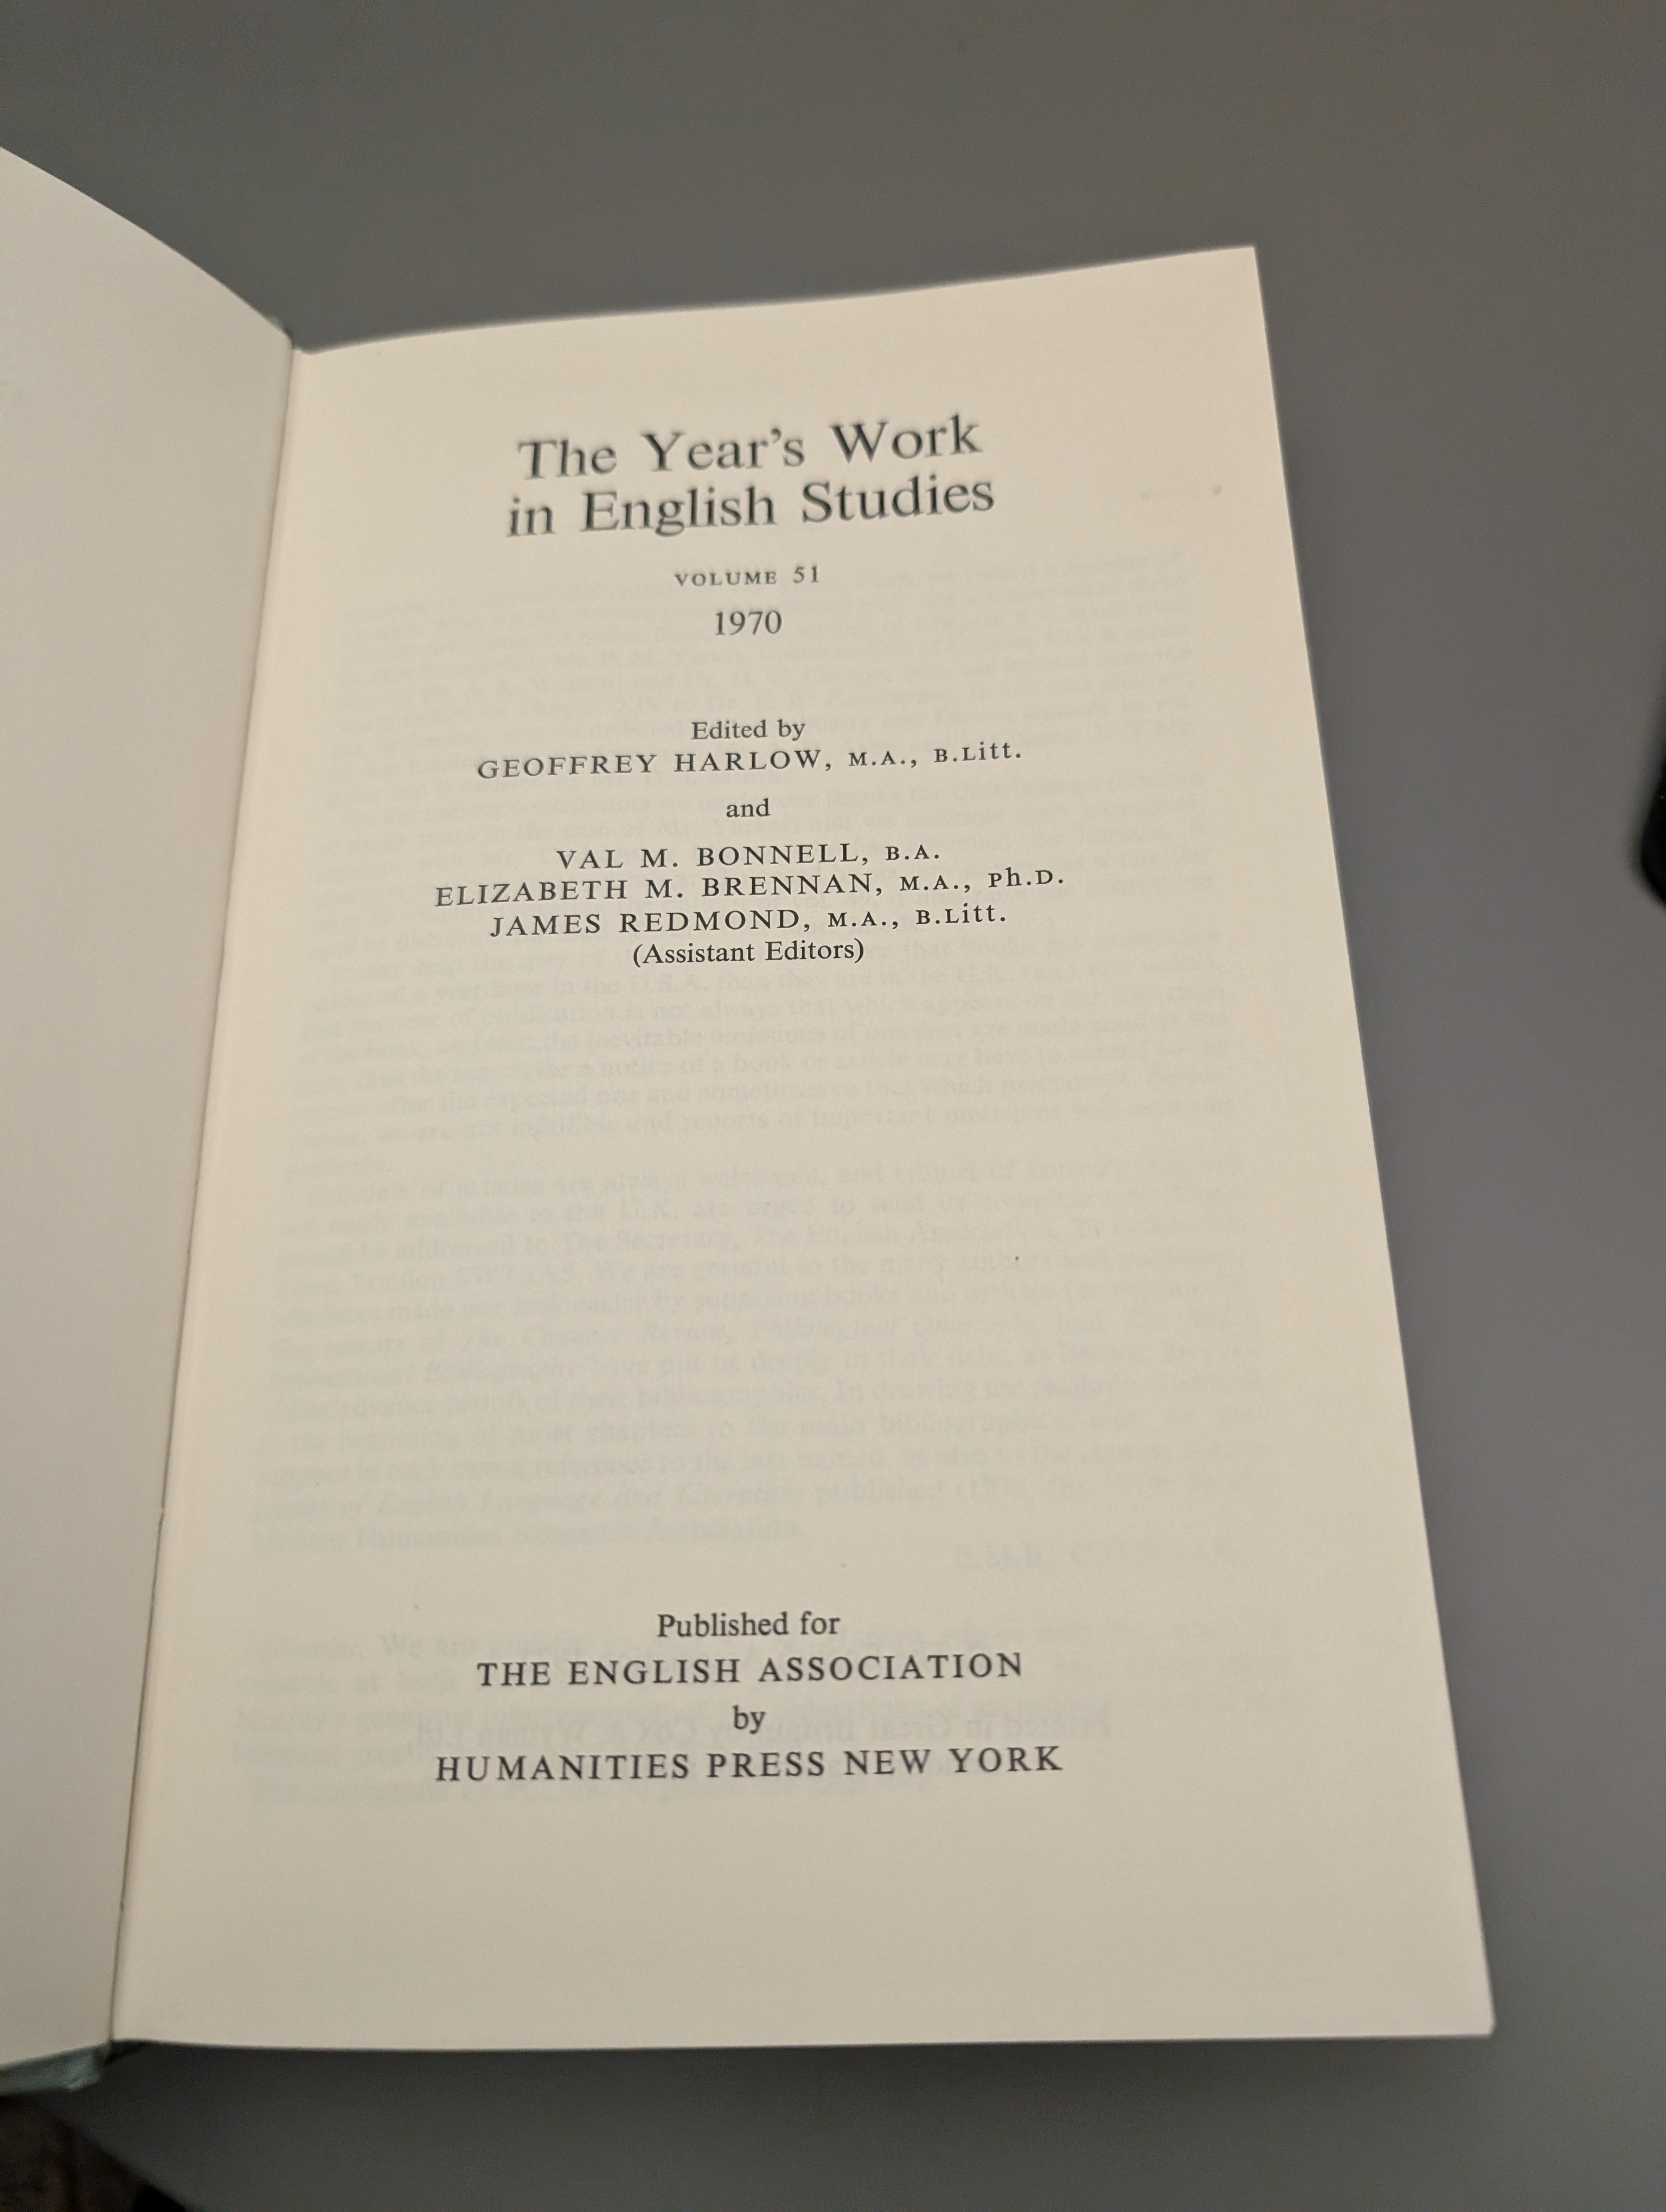 The Year's Work
in English Studies
VOLUME 51
1970
Edited by
GEOFFREY HARLOW, M.A., B.Litt.
and
VAL M. BONNELL, B.A.
ELIZABETH M. BRENNAN, M.A., Ph.D.
JAMES REDMOND, M.A., B.Litt.
(Assistant Editors)
Published for
THE ENGLISH ASSOCIATION
by
HUMANITIES PRESS NEW YORK